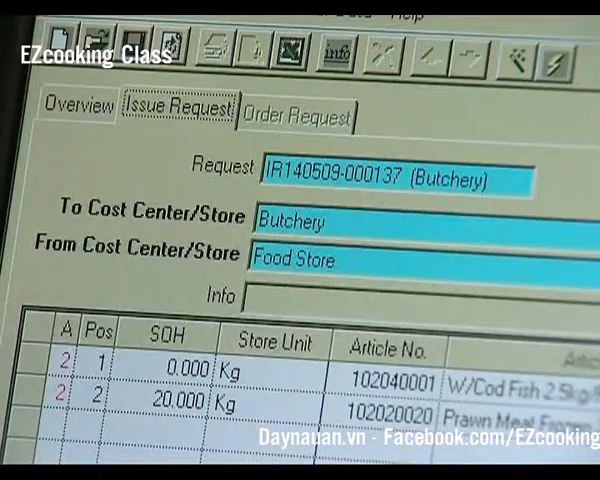 Help
EZcooking Class
info
Overview Issue Request Order Request
Request IR140509-000137 (Butchery)
To Cost Center/Store Butchery
From Cost Center/Store Food Store
Info
A Pos SOH Store Unit Article No.
2 1 0.000 Kg 102040001 W/Cod Fish 2.5kg/
2 2 20.000 Kg 102020020 Prawn Meat Frozen
Daynauan.vn - Facebook.com/EZcooking